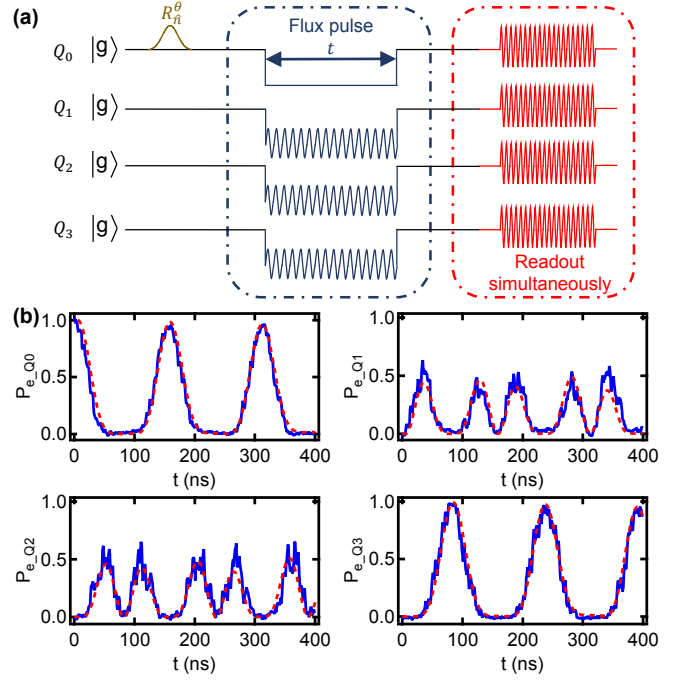 (a)
R_n̂^θ
Flux pulse
t
Q₀ |g⟩
Q₁ |g⟩
Q₂ |g⟩
Q₃ |g⟩
Readout
simultaneously
(b)
P_e_Q0
1.0
0.5
0.0
0 100 200 300 400
t (ns)
P_e_Q1
1.0
0.5
0.0
0 100 200 300 400
t (ns)
P_e_Q2
1.0
0.5
0.0
0 100 200 300 400
t (ns)
P_e_Q3
1.0
0.5
0.0
0 100 200 300 400
t (ns)